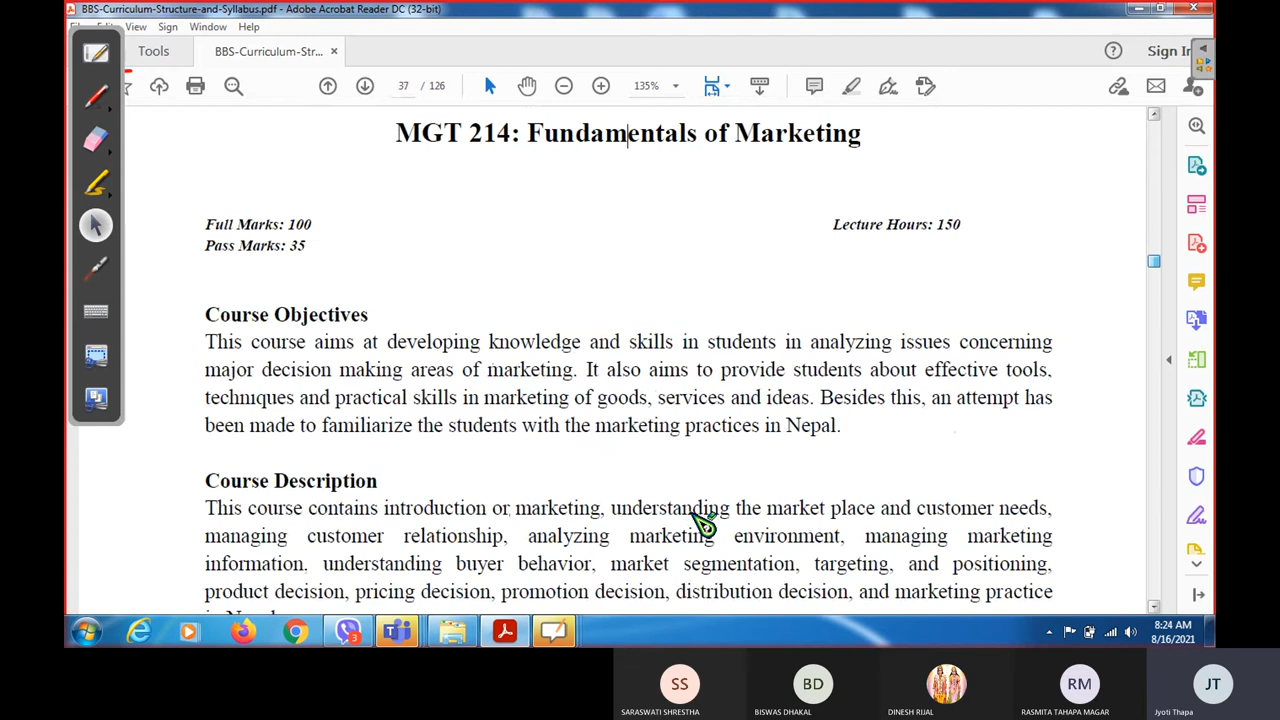 BBS-Curriculum-Structure-and-Syllabus.pdf - Adobe Acrobat Reader DC (32-bit)
View Sign Window Help
Tools BBS-Curriculum-Str... × Sign In
37 / 126 135%
MGT 214: Fundamentals of Marketing
Full Marks: 100 Lecture Hours: 150
Pass Marks: 35
Course Objectives
This course aims at developing knowledge and skills in students in analyzing issues concerning
major decision making areas of marketing. It also aims to provide students about effective tools,
techniques and practical skills in marketing of goods, services and ideas. Besides this, an attempt has
been made to familiarize the students with the marketing practices in Nepal.
Course Description
This course contains introduction or marketing, understanding the market place and customer needs,
managing customer relationship, analyzing marketing environment, managing marketing
information, understanding buyer behavior, market segmentation, targeting, and positioning,
product decision, pricing decision, promotion decision, distribution decision, and marketing practice
3
8:24 AM
8/16/2021
SS BD RM JT
SARASWATI SHRESTHA BISWAS DHAKAL DINESH RIJAL RASMITA TAHAPA MAGAR Jyoti Thapa